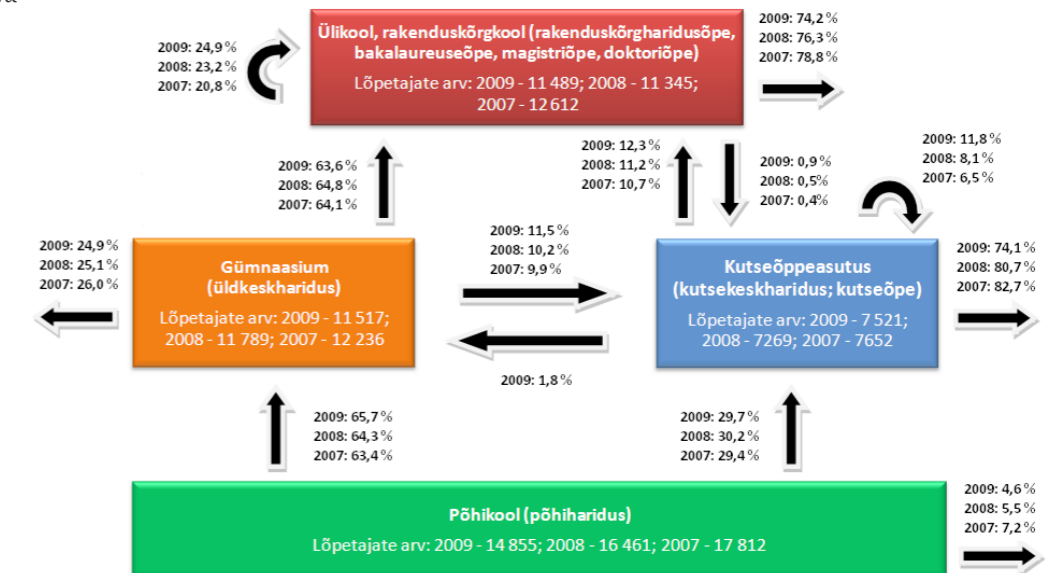 Ülikool, rakenduskõrgkool (rakenduskõrgharidusõpe,
bakalaureuseõpe, magistriõpe, doktoriõpe)
Lõpetajate arv: 2009 - 11 489; 2008 - 11 345;
2007 - 12 612
2009: 24,9 %
2008: 23,2 %
2007: 20,8 %
2009: 74,2 %
2008: 76,3 %
2007: 78,8 %
2009: 63,6 %
2008: 64,8 %
2007: 64,1 %
2009: 12,3 %
2008: 11,2 %
2007: 10,7 %
2009: 0,9 %
2008: 0,5%
2007: 0,4%
2009: 11,8 %
2008: 8,1 %
2007: 6,5 %
2009: 24,9 %
2008: 25,1 %
2007: 26,0 %
Gümnaasium
(üldkeskharidus)
Lõpetajate arv: 2009 - 11 517;
2008 - 11 789; 2007 - 12 236
2009: 11,5 %
2008: 10,2 %
2007: 9,9 %
2009: 1,8 %
Kutseõppeasutus
(kutsekeskharidus; kutseõpe)
Lõpetajate arv: 2009 - 7 521;
2008 - 7269; 2007 - 7652
2009: 74,1 %
2008: 80,7 %
2007: 82,7 %
2009: 65,7 %
2008: 64,3 %
2007: 63,4 %
2009: 29,7 %
2008: 30,2 %
2007: 29,4 %
Põhikool (põhiharidus)
Lõpetajate arv: 2009 - 14 855; 2008 - 16 461; 2007 - 17 812
2009: 4,6 %
2008: 5,5 %
2007: 7,2 %